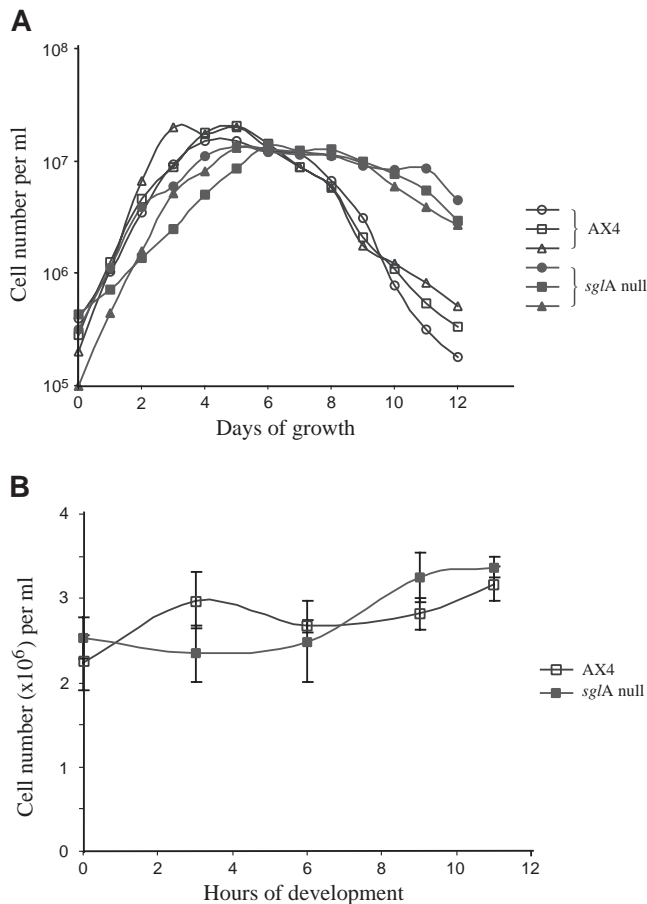 A
10⁸
10⁷
10⁶
10⁵
Cell number per ml
0 2 4 6 8 10 12
Days of growth
AX4
sglA null
B
4
3
2
1
0
Cell number (x10⁶) per ml
0 2 4 6 8 10 12
Hours of development
AX4
sglA null